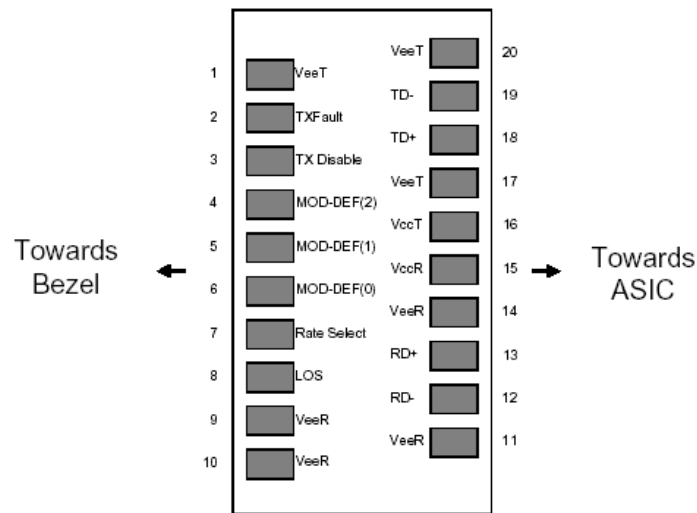 VeeT 20
1 VeeT
TD- 19
2 TXFault
TD+ 18
3 TX Disable
VeeT 17
4 MOD-DEF(2)
VccT 16
5 MOD-DEF(1)
Towards
Bezel
VccR 15
Towards
ASIC
6 MOD-DEF(0)
VeeR 14
7 Rate Select
RD+ 13
8 LOS
RD- 12
9 VeeR
VeeR 11
10 VeeR